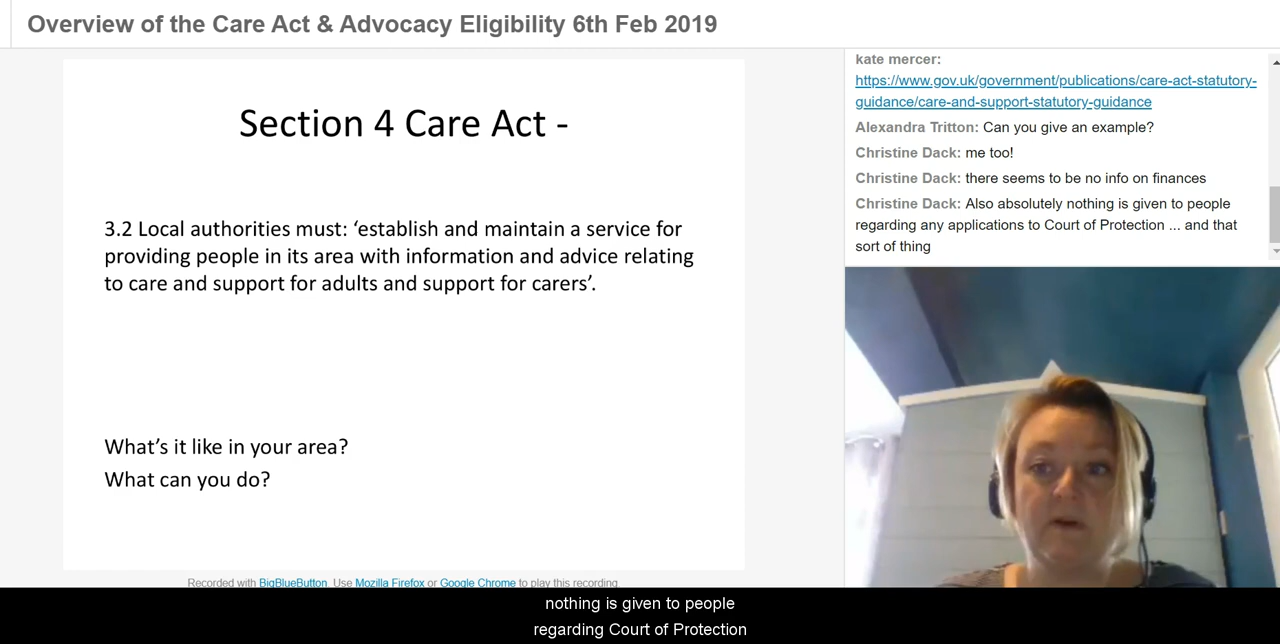 Overview of the Care Act & Advocacy Eligibility 6th Feb 2019
Section 4 Care Act -
3.2 Local authorities must: ‘establish and maintain a service for
providing people in its area with information and advice relating
to care and support for adults and support for carers’.
What’s it like in your area?
What can you do?
Recorded with BigBlueButton. Use Mozilla Firefox or Google Chrome to play this recording.
kate mercer:
https://www.gov.uk/government/publications/care-act-statutory-
guidance/care-and-support-statutory-guidance
Alexandra Tritton: Can you give an example?
Christine Dack: me too!
Christine Dack: there seems to be no info on finances
Christine Dack: Also absolutely nothing is given to people
regarding any applications to Court of Protection ... and that
sort of thing
nothing is given to people
regarding Court of Protection